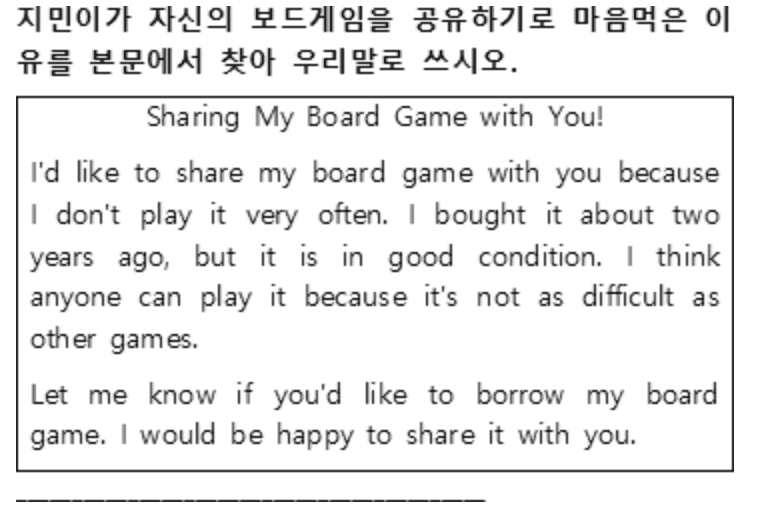 지민이가 자신의 보드게임을 공유하기로 마음먹은 이
유를 본문에서 찾아 우리말로 쓰시오.
Sharing My Board Game with You!
I'd like to share my board game with you because
I don't play it very often. I bought it about two
years ago, but it is in good condition. I think
anyone can play it because it's not as difficult as
other games.
Let me know if you'd like to borrow my board
game. I would be happy to share it with you.